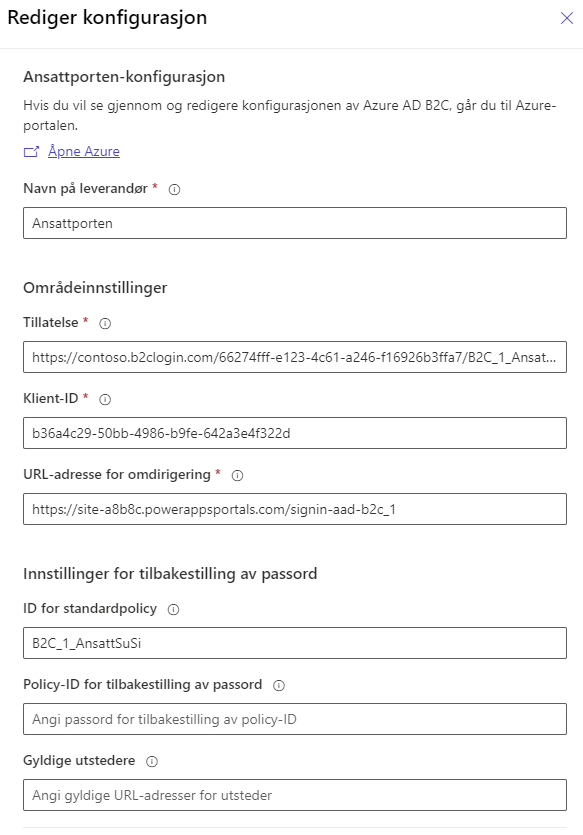 Rediger konfigurasjon
Ansattporten-konfigurasjon
Hvis du vil se gjennom og redigere konfigurasjonen av Azure AD B2C, går du til Azure-
portalen.
Åpne Azure
Navn på leverandør *
Ansattporten
Områdeinnstillinger
Tillatelse *
https://contoso.b2clogin.com/66274fff-e123-4c61-a246-f16926b3ffa7/B2C_1_Ansat...
Klient-ID *
b36a4c29-50bb-4986-b9fe-642a3e4f322d
URL-adresse for omdirigering *
https://site-a8b8c.powerappsportals.com/signin-aad-b2c_1
Innstillinger for tilbakestilling av passord
ID for standardpolicy
B2C_1_AnsattSuSi
Policy-ID for tilbakestilling av passord
Angi passord for tilbakestilling av policy-ID
Gyldige utstedere
Angi gyldige URL-adresser for utsteder